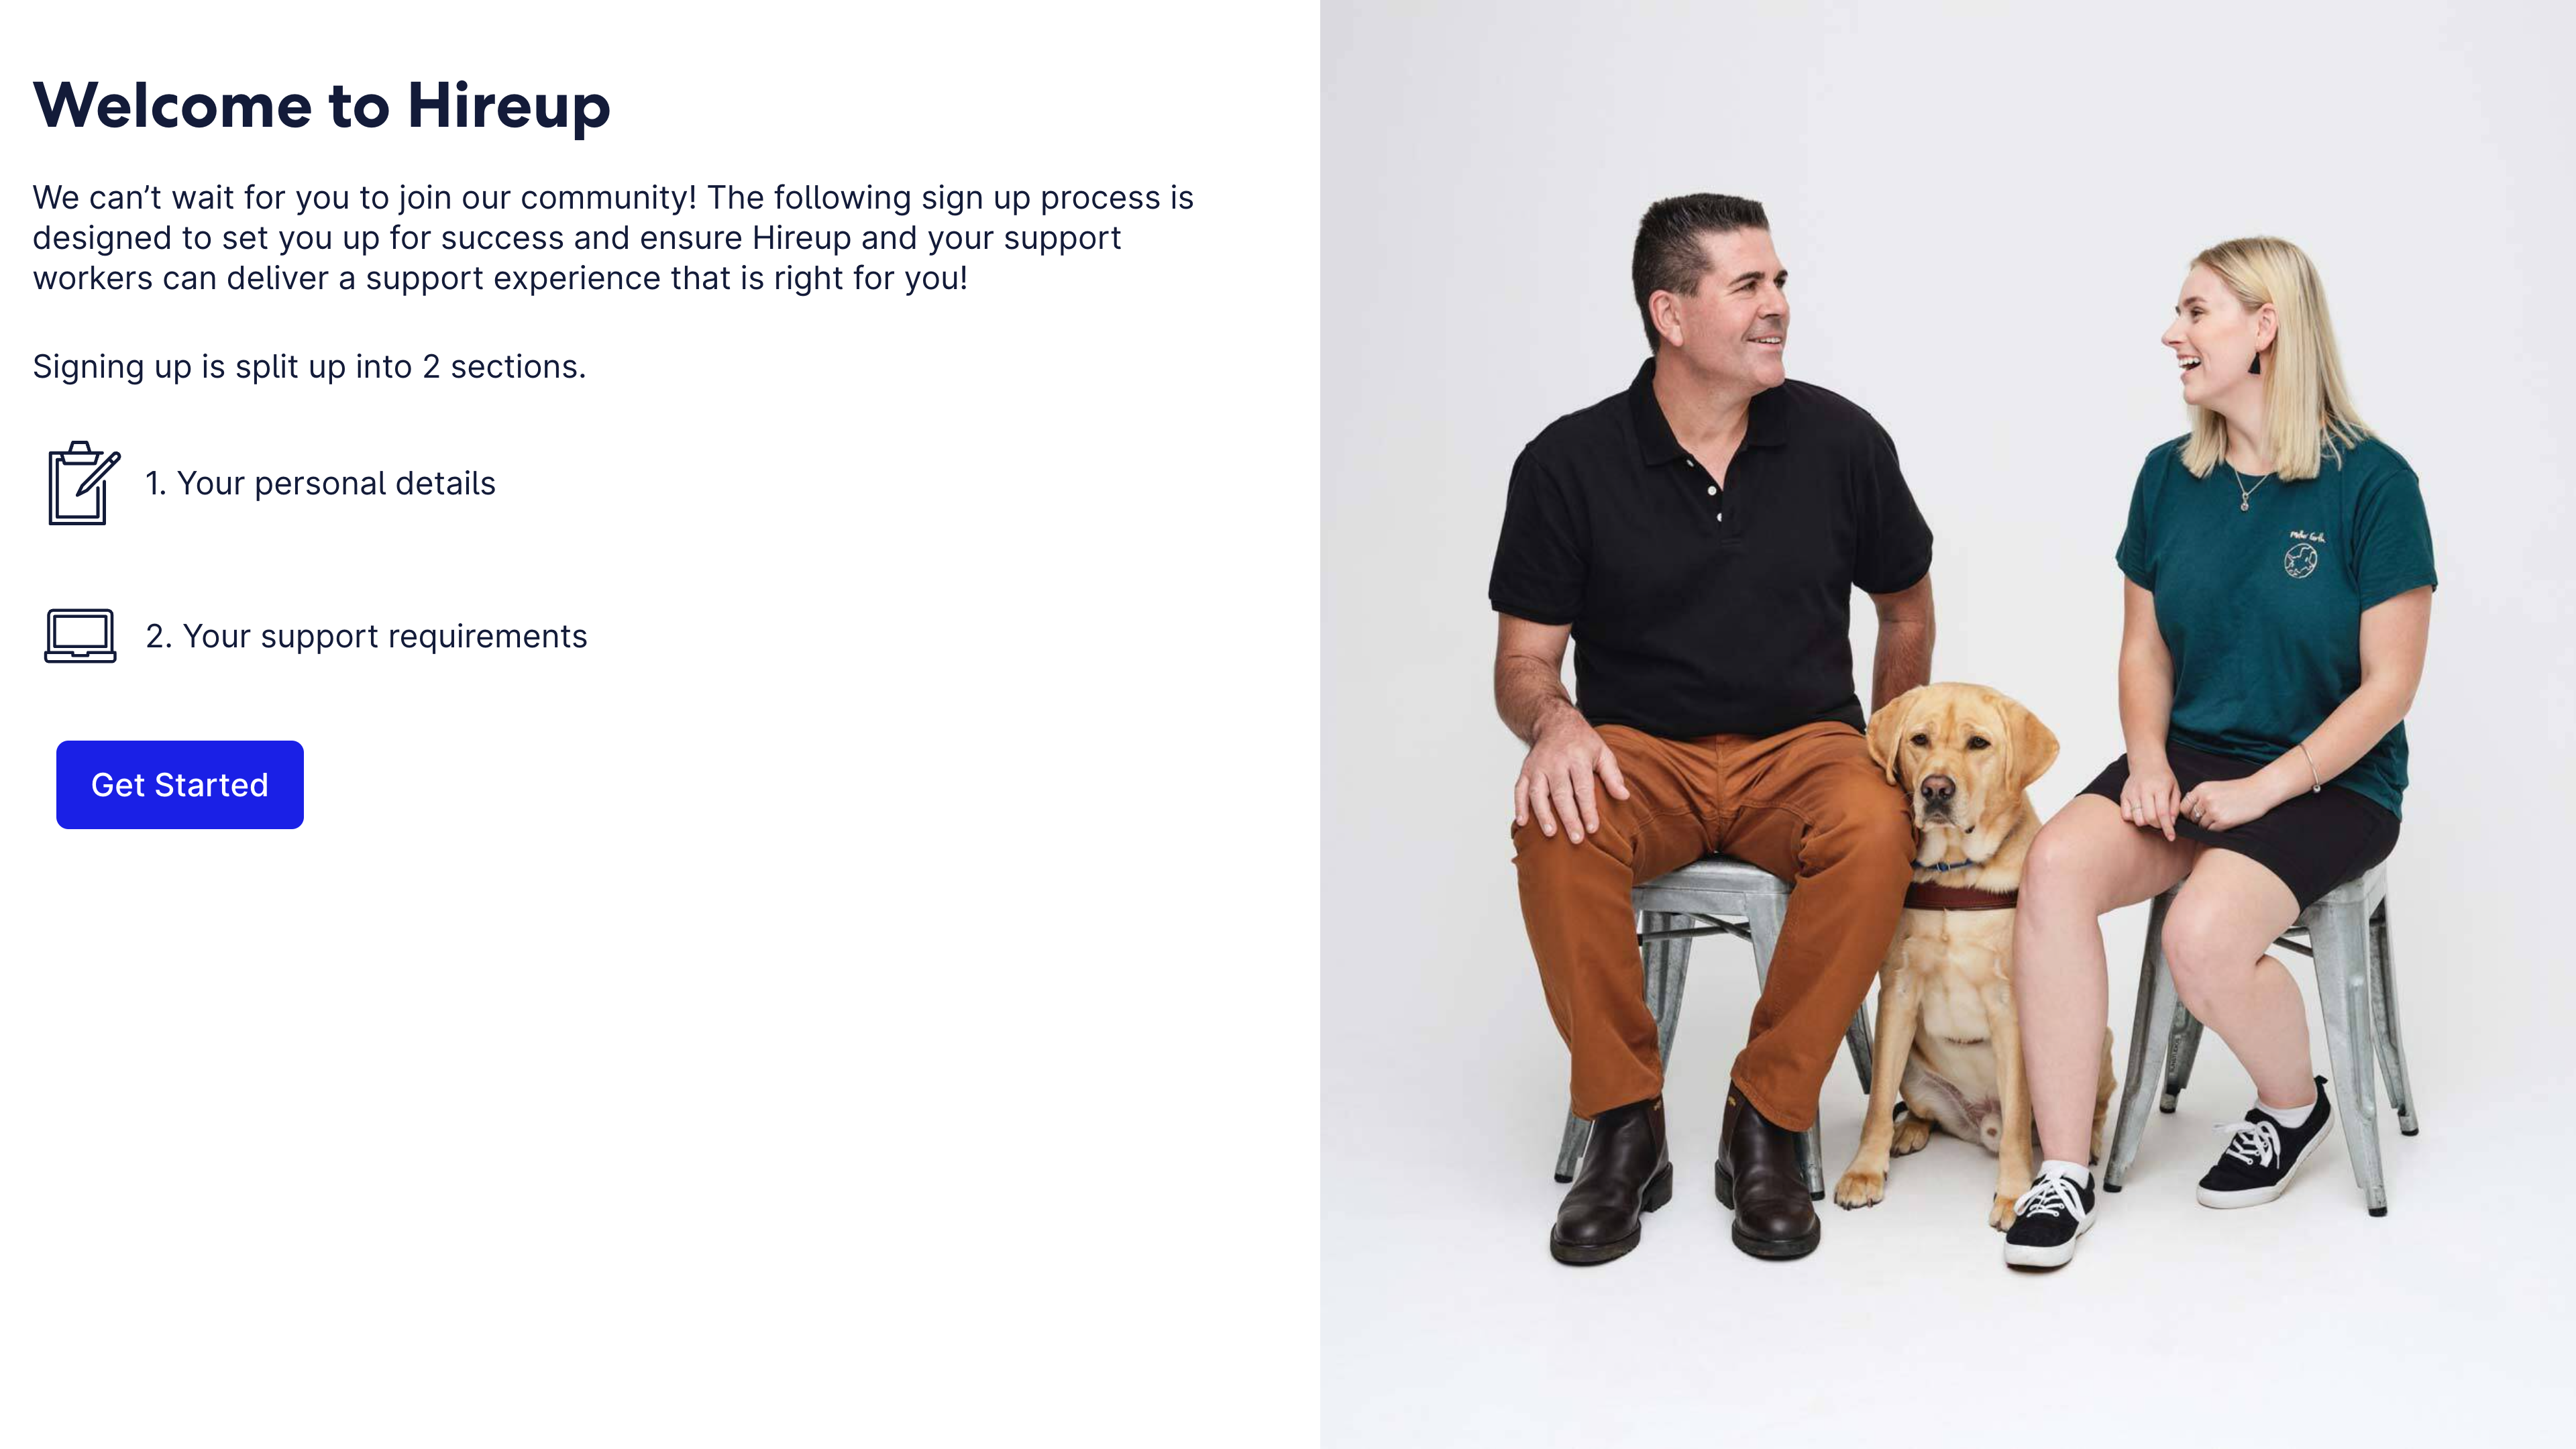 Welcome to Hireup
We can’t wait for you to join our community! The following sign up process is
designed to set you up for success and ensure Hireup and your support
workers can deliver a support experience that is right for you!
Signing up is split up into 2 sections.
1. Your personal details
2. Your support requirements
Get Started